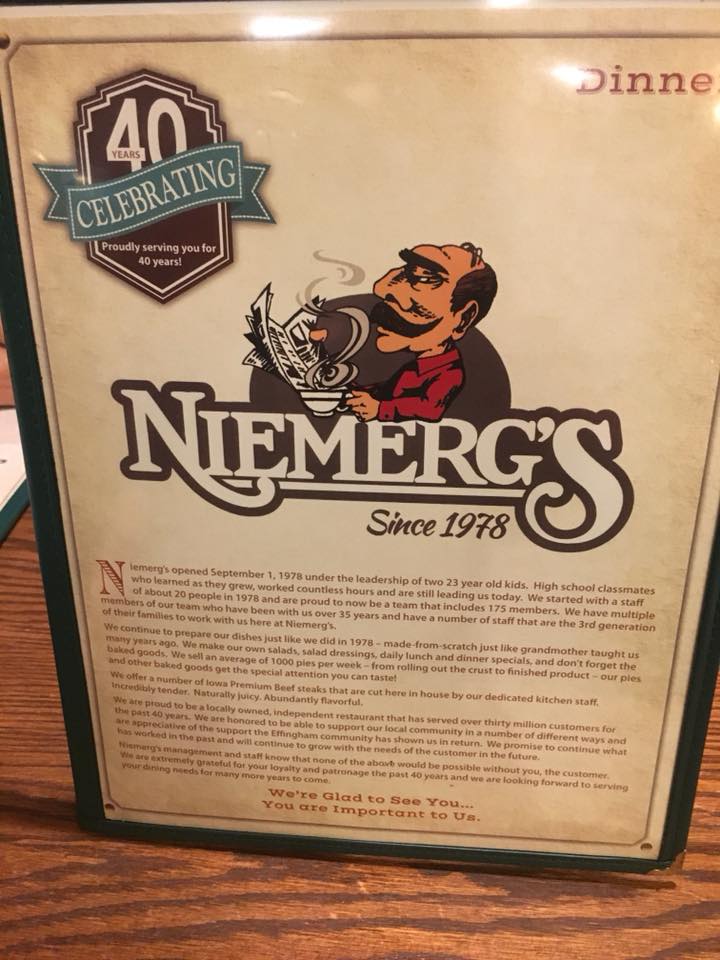 Dinne
40
YEARS
CELEBRATING
Proudly serving you for
40 years!
NIEMERG'S
Since 1978
Niemerg's opened September 1, 1978 under the leadership of two 23 year old kids. High school classmates
who learned as they grew, worked countless hours and are still leading us today. We started with a staff
of about 20 people in 1978 and are proud to now be a team that includes 175 members. We have multiple
members of our team who have been with us over 35 years and have a number of staff that are the 3rd generation
of their families to work with us here at Niemerg's.
We continue to prepare our dishes just like we did in 1978 – made-from-scratch just like grandmother taught us
many years ago. We make our own salads, salad dressings, daily lunch and dinner specials, and don't forget the
baked goods. We sell an average of 1000 pies per week – from rolling out the crust to finished product – our pies
and other baked goods get the special attention you can taste!
We offer a number of Iowa Premium Beef steaks that are cut here in house by our dedicated kitchen staff.
Incredibly tender. Naturally juicy. Abundantly flavorful.
We are proud to be a locally owned, independent restaurant that has served over thirty million customers for
the past 40 years. We are honored to be able to support our local community in a number of different ways and
are appreciative of the support the Effingham community has shown us in return. We promise to continue what
has worked in the past and will continue to grow with the needs of the customer in the future.
Niemerg's management and staff know that none of the above would be possible without you, the customer.
We are extremely grateful for your loyalty and patronage the past 40 years and we are looking forward to serving
your dining needs for many more years to come.
We're Glad to See You...
You are Important to Us.